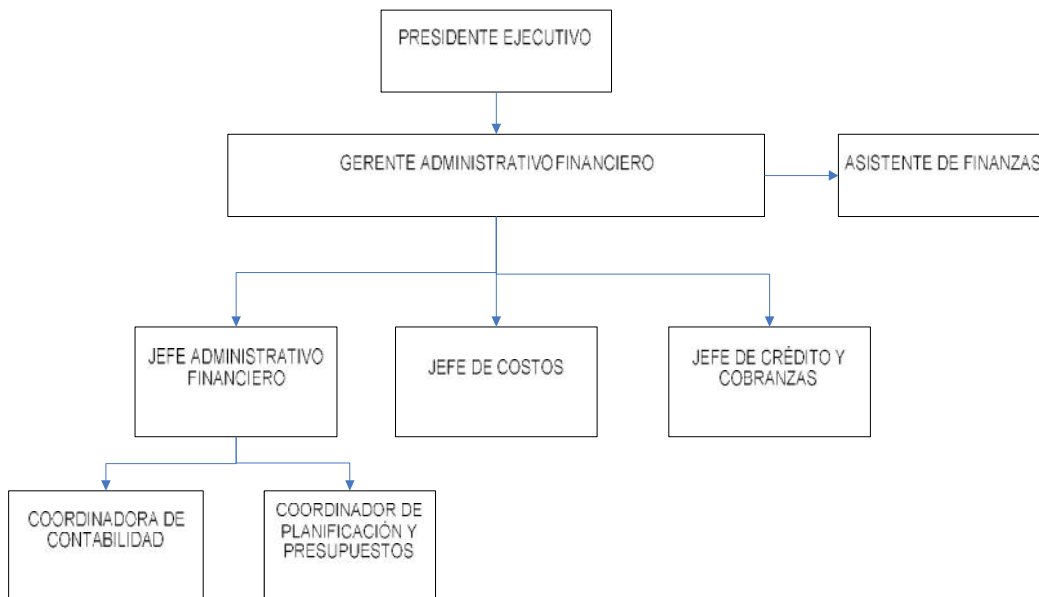 PRESIDENTE EJECUTIVO
GERENTE ADMINISTRATIVO FINANCIERO
ASISTENTE DE FINANZAS
JEFE ADMINISTRATIVO
FINANCIERO
JEFE DE COSTOS
JEFE DE CRÉDITO Y
COBRANZAS
COORDINADORA DE
CONTABILIDAD
COORDINADOR DE
PLANIFICACIÓN Y
PRESUPUESTOS